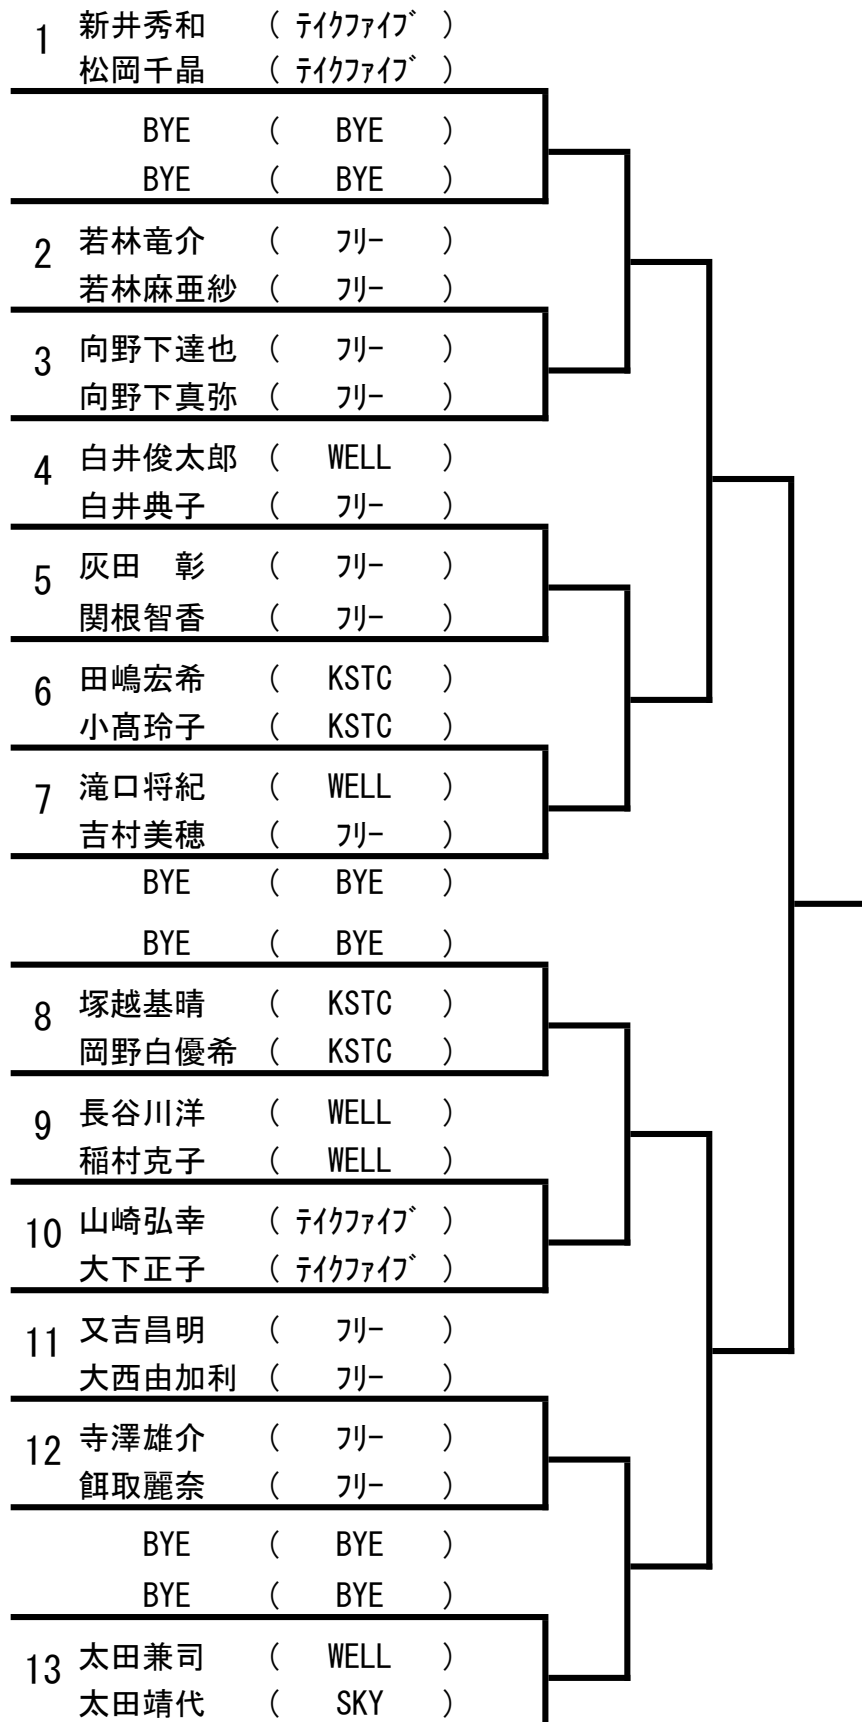 1 新井秀和 ( ﾃｲｸﾌｧｲﾌﾞ )
松岡千晶 ( ﾃｲｸﾌｧｲﾌﾞ )
BYE ( BYE )
BYE ( BYE )
2 若林竜介 ( ﾌﾘｰ )
若林麻亜紗 ( ﾌﾘｰ )
3 向野下達也 ( ﾌﾘｰ )
向野下真弥 ( ﾌﾘｰ )
4 白井俊太郎 ( WELL )
白井典子 ( ﾌﾘｰ )
5 灰田　彰 ( ﾌﾘｰ )
関根智香 ( ﾌﾘｰ )
6 田嶋宏希 ( KSTC )
小髙玲子 ( KSTC )
7 滝口将紀 ( WELL )
吉村美穂 ( ﾌﾘｰ )
BYE ( BYE )
BYE ( BYE )
8 塚越基晴 ( KSTC )
岡野白優希 ( KSTC )
9 長谷川洋 ( WELL )
稲村克子 ( WELL )
10 山崎弘幸 ( ﾃｲｸﾌｧｲﾌﾞ )
大下正子 ( ﾃｲｸﾌｧｲﾌﾞ )
11 又吉昌明 ( ﾌﾘｰ )
大西由加利 ( ﾌﾘｰ )
12 寺澤雄介 ( ﾌﾘｰ )
餌取麗奈 ( ﾌﾘｰ )
BYE ( BYE )
BYE ( BYE )
13 太田兼司 ( WELL )
太田靖代 ( SKY )